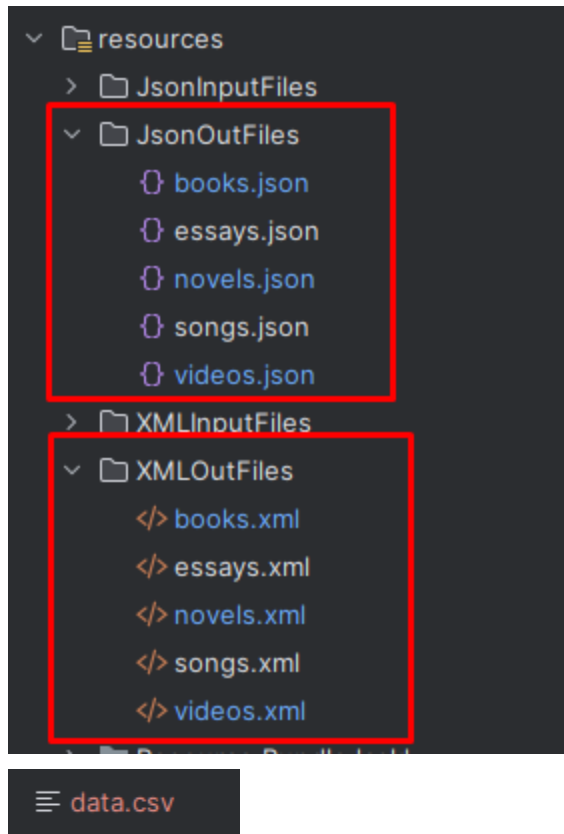 resources
JsonInputFiles
JsonOutFiles
books.json
essays.json
novels.json
songs.json
videos.json
XMLInputFiles
XMLOutFiles
books.xml
essays.xml
novels.xml
songs.xml
videos.xml
data.csv